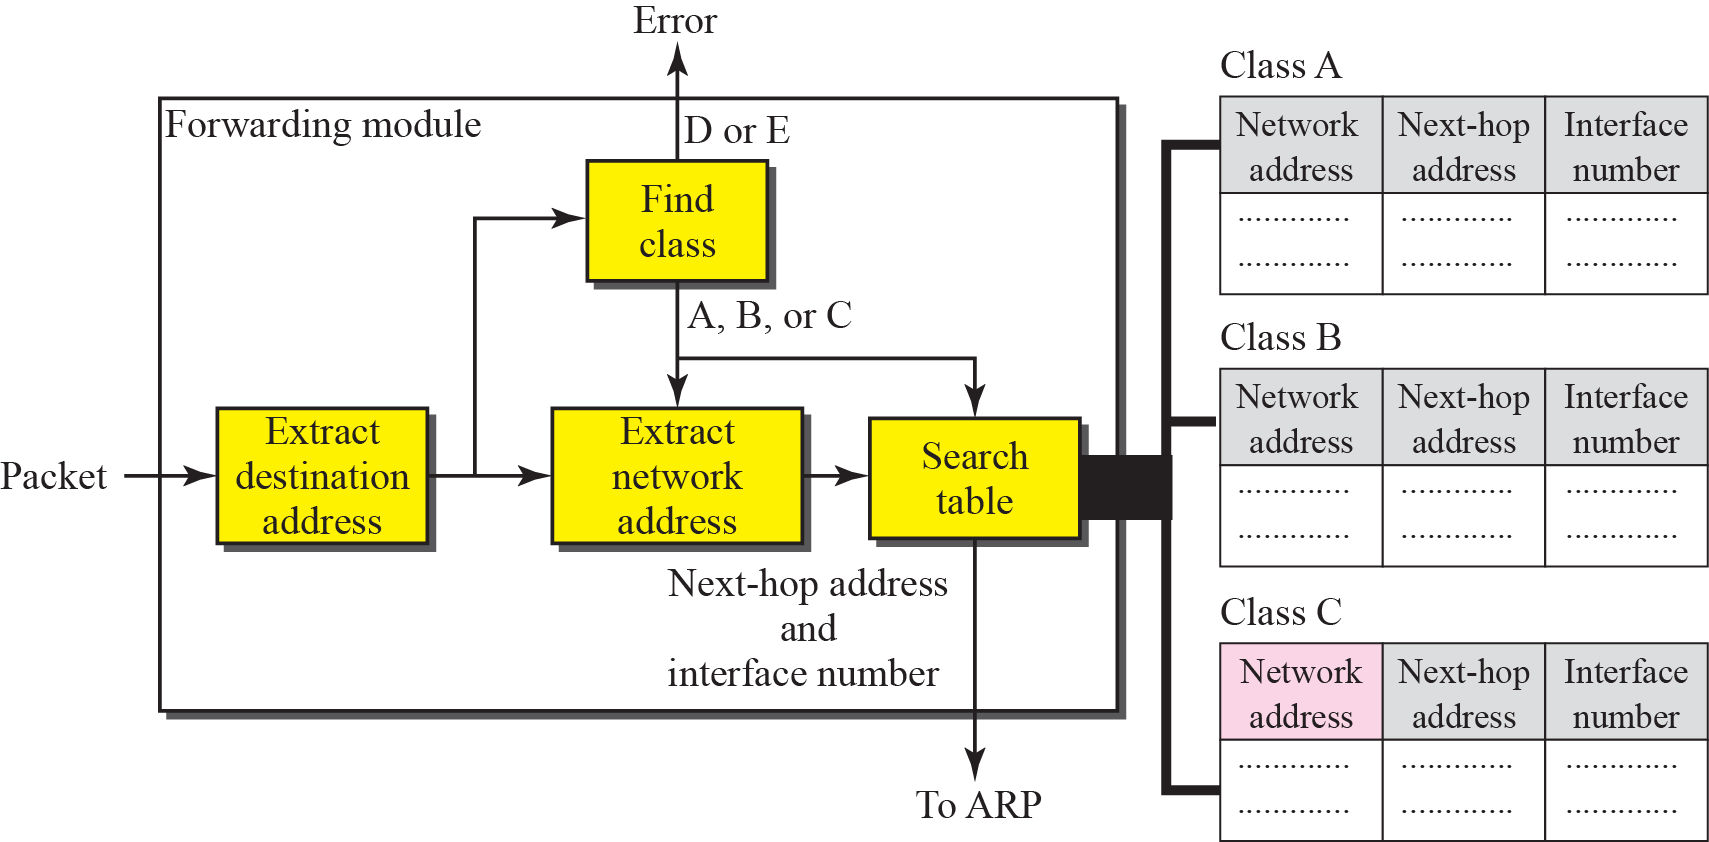 Error
Forwarding module
D or E
Find
class
A, B, or C
Packet
Extract
destination
address
Extract
network
address
Search
table
Next-hop address
and
interface number
To ARP
Class A
Network address
Next-hop address
Interface number
............. ............. .............
............. ............. .............
Class B
Network address
Next-hop address
Interface number
............. ............. .............
............. ............. .............
Class C
Network address
Next-hop address
Interface number
............. ............. .............
............. ............. .............